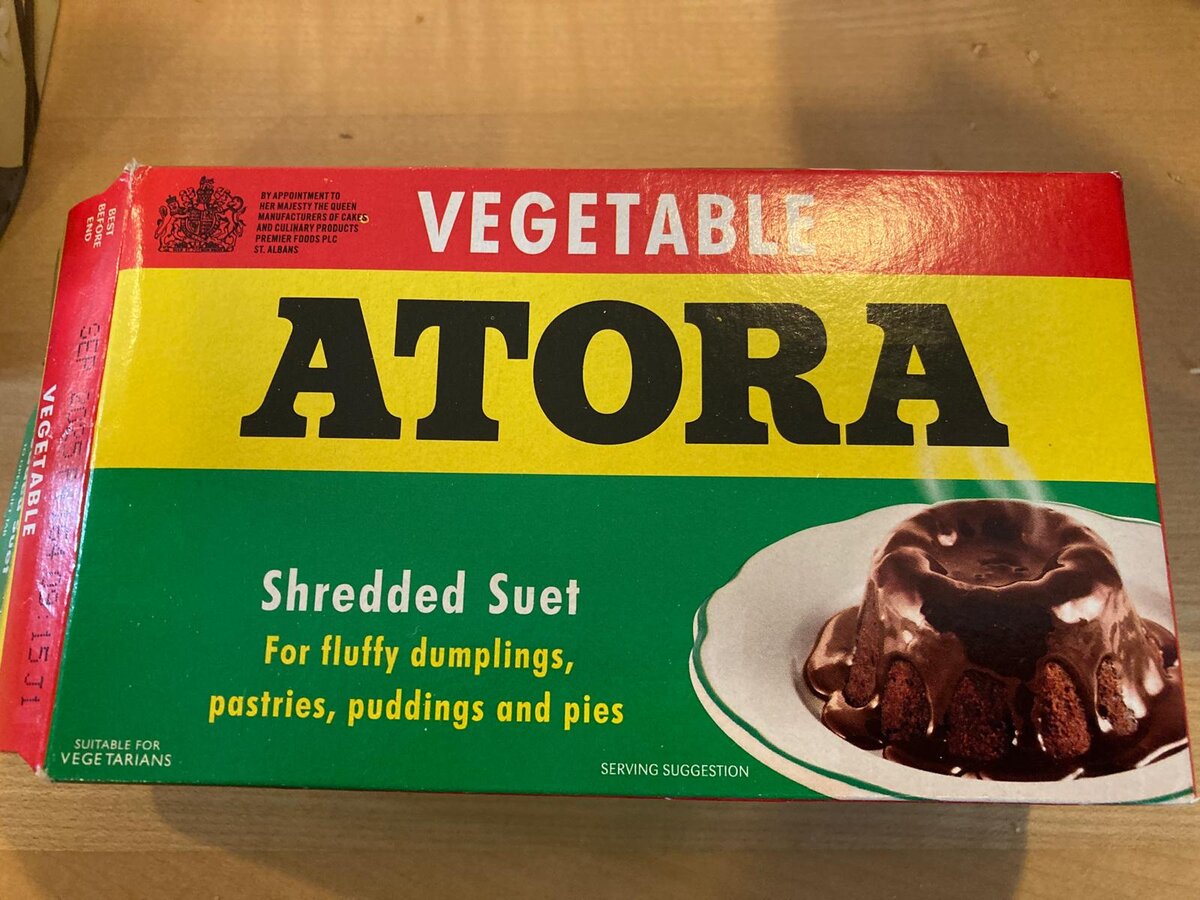 BY APPOINTMENT TO
HER MAJESTY THE QUEEN
MANUFACTURERS OF CAKES
AND CULINARY PRODUCTS
PREMIER FOODS PLC
ST. ALBANS
VEGETABLE
ATORA
Shredded Suet
For fluffy dumplings,
pastries, puddings and pies
SUITABLE FOR
VEGETARIANS
SERVING SUGGESTION
BEST
BEFORE
END
SEP
VEGETABLE